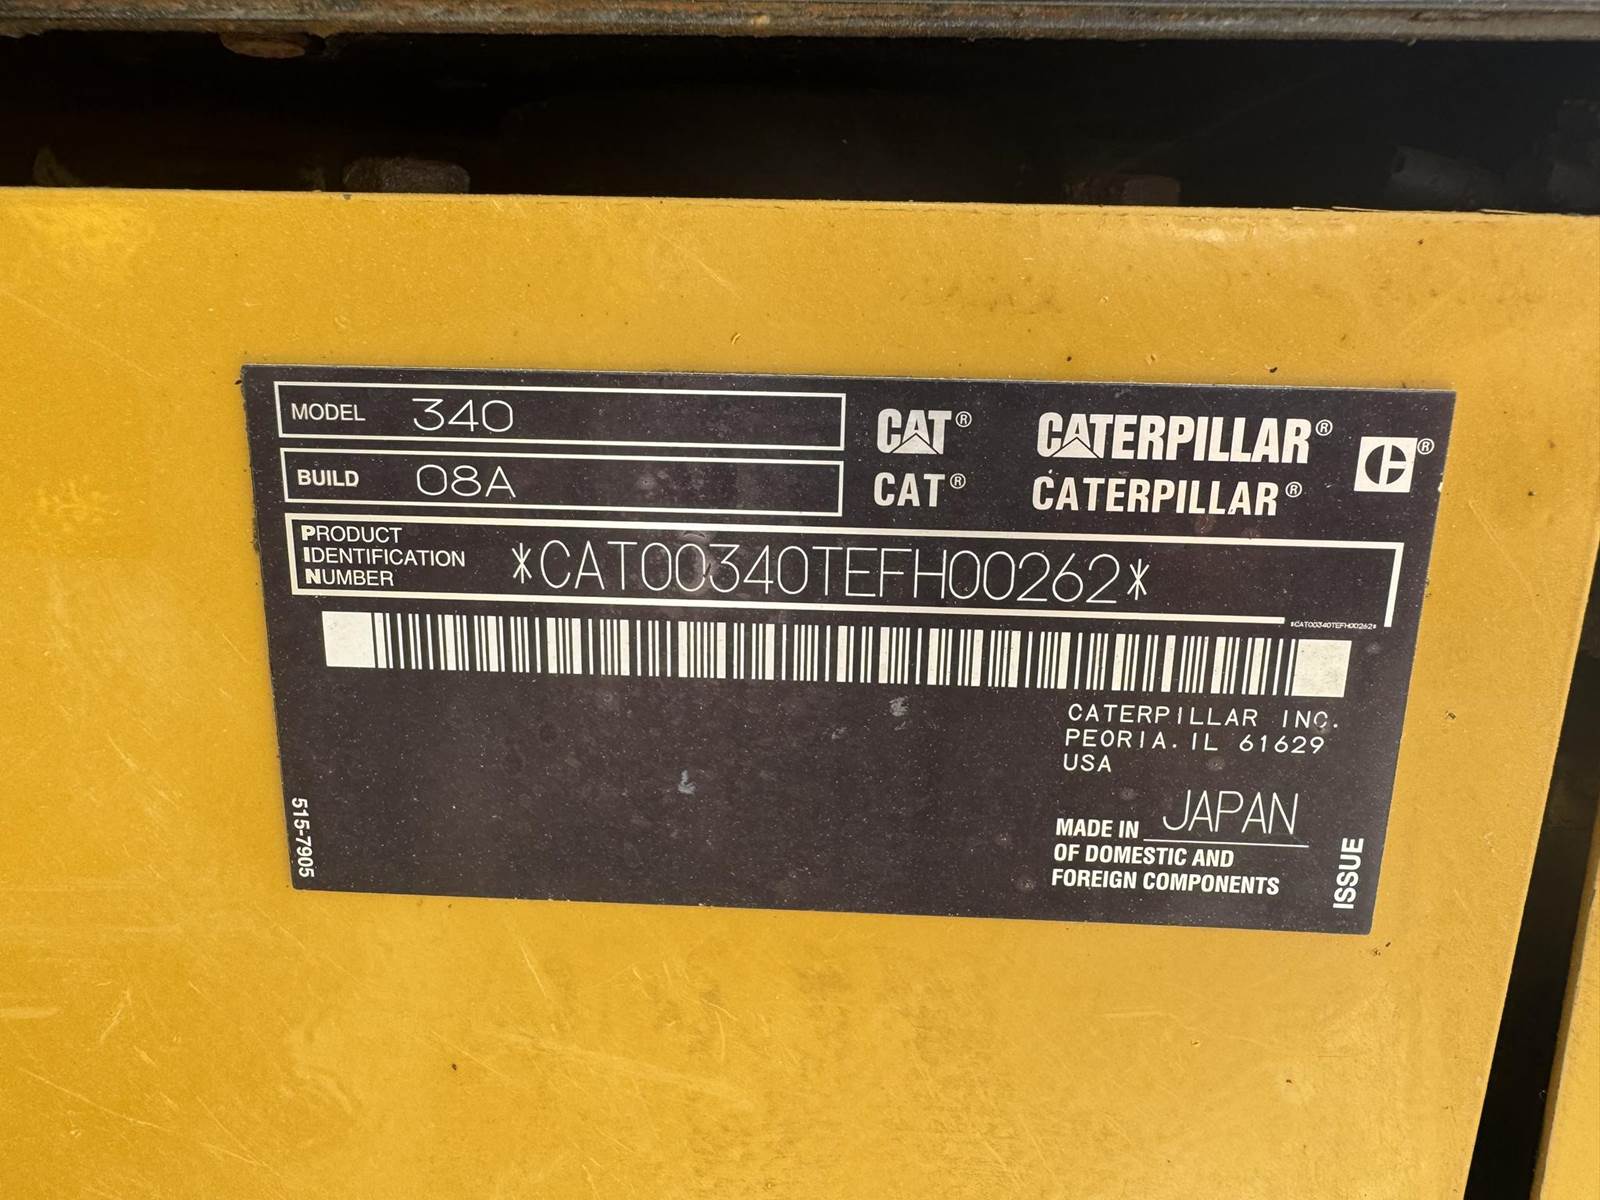 MODEL 340
BUILD 08A
CAT® CATERPILLAR® ®
CAT® CATERPILLAR®
PRODUCT
IDENTIFICATION
NUMBER
*CAT00340TEFH00262*
*CAT00340TEFH00262*
CATERPILLAR INC.
PEORIA. IL 61629
USA
MADE IN JAPAN
OF DOMESTIC AND
FOREIGN COMPONENTS
515-7905
ISSUE